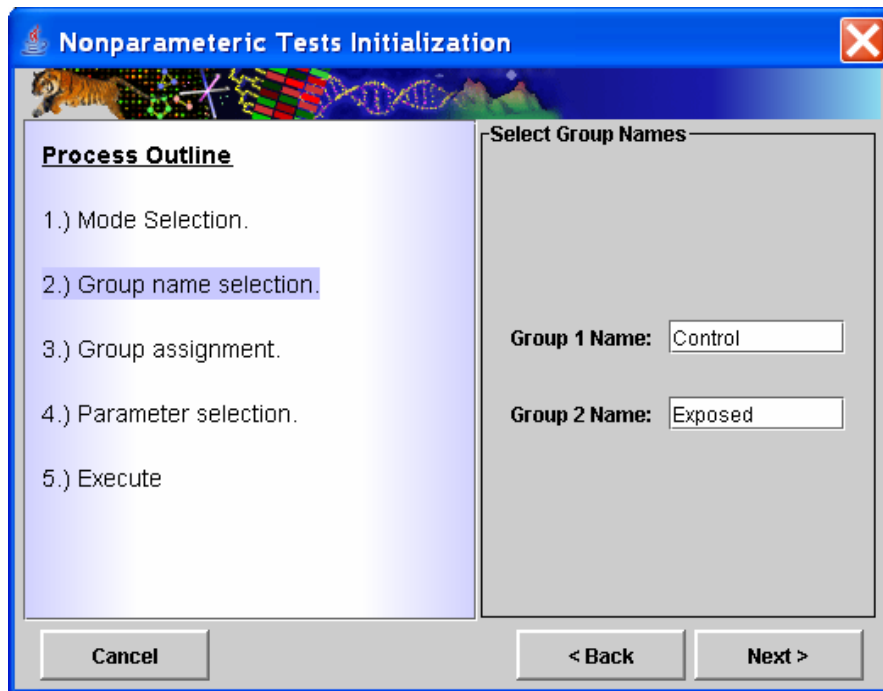 Nonparameteric Tests Initialization
Process Outline
1.) Mode Selection.
2.) Group name selection.
3.) Group assignment.
4.) Parameter selection.
5.) Execute
Select Group Names
Group 1 Name: Control
Group 2 Name: Exposed
Cancel
< Back
Next >